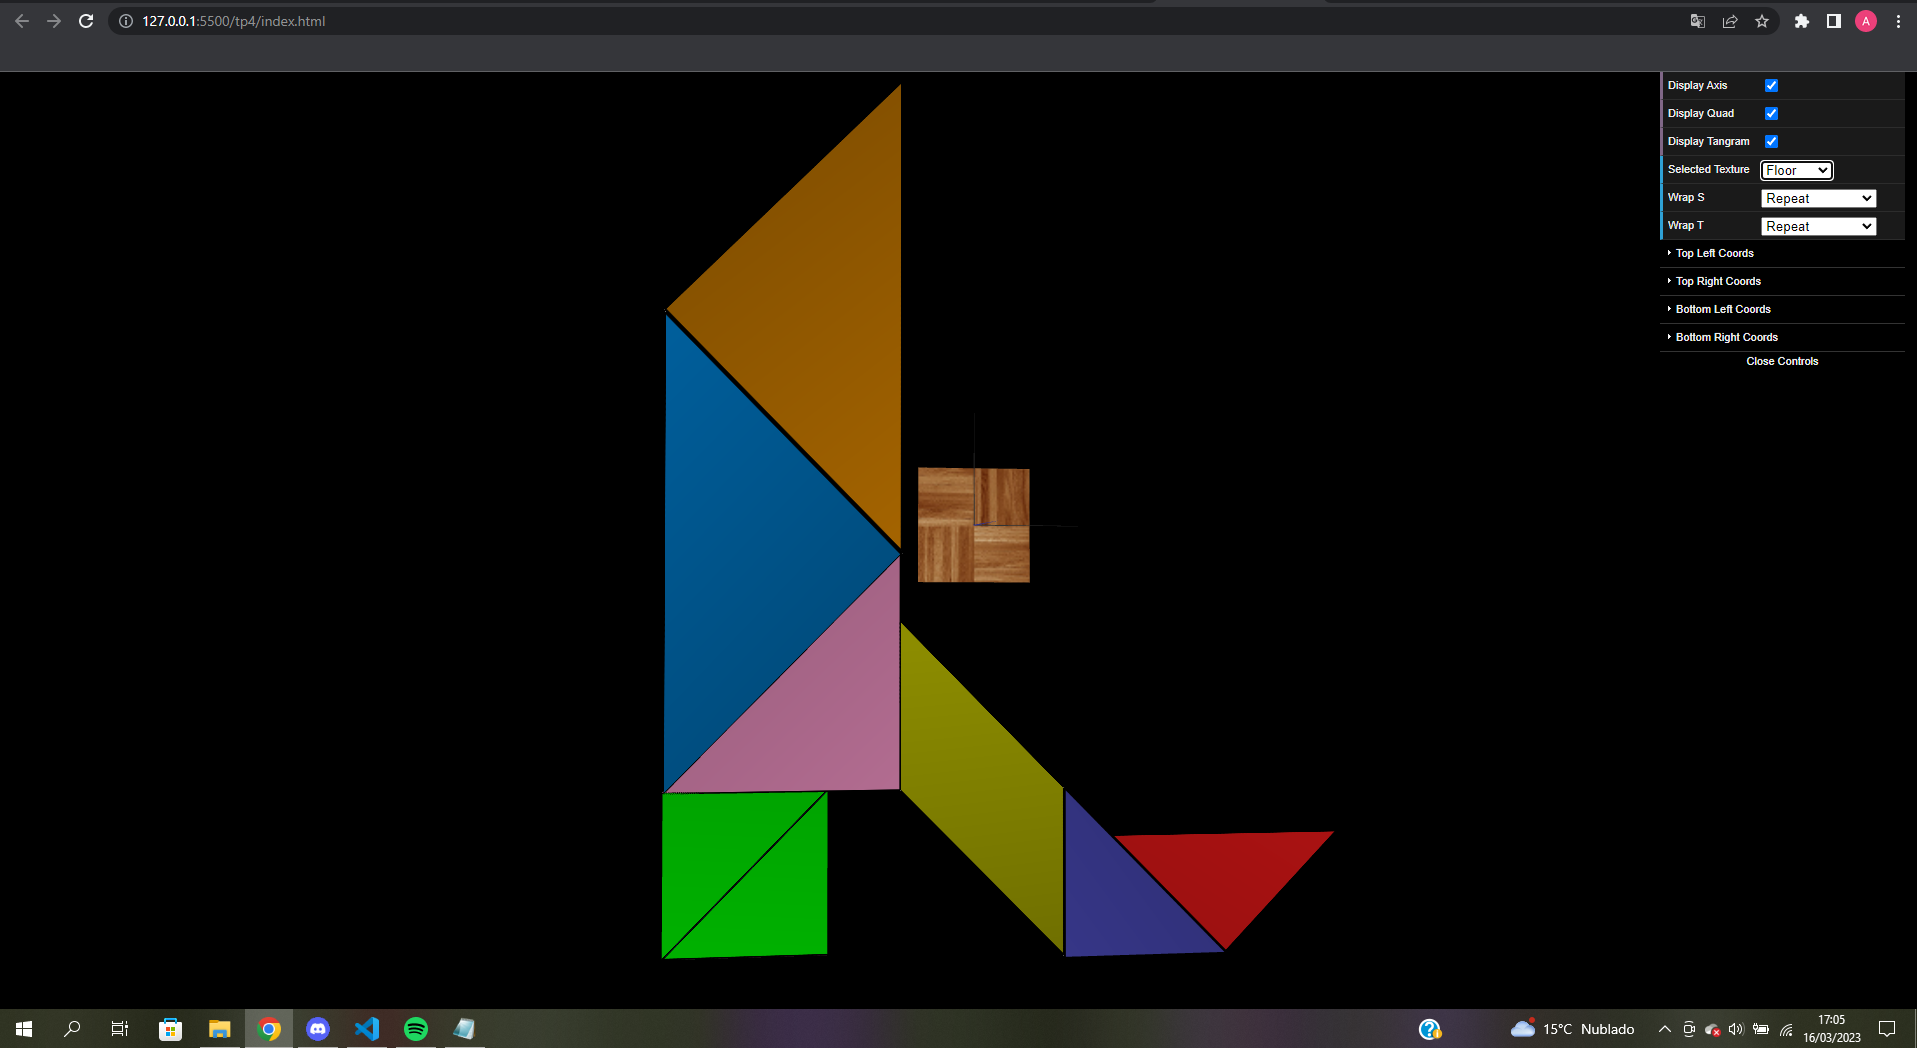 127.0.0.1:5500/tp4/index.html
A
Display Axis
Display Quad
Display Tangram
Selected Texture Floor
Wrap S Repeat
Wrap T Repeat
Top Left Coords
Top Right Coords
Bottom Left Coords
Bottom Right Coords
Close Controls
15°C Nublado
17:05
16/03/2023